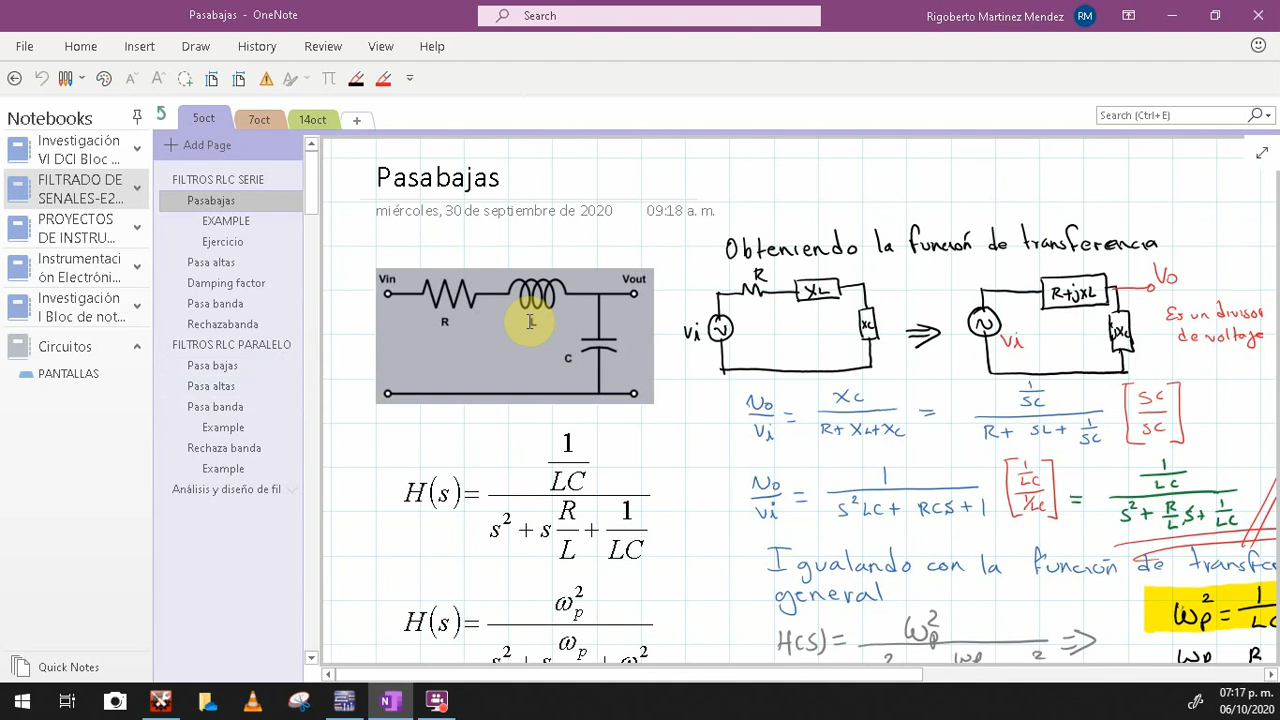 Pasabajas - OneNote
Search
Rigoberto Martinez Mendez
RM
File Home Insert Draw History Review View Help
Notebooks
5oct
7oct
14oct
+
Search (Ctrl+E)
Investigación
VI DCI Bloc ...
FILTRADO DE
SENALES-E2...
PROYECTOS
DE INSTRU...
Instrumentaci
ón Electróni...
Investigación
I Bloc de not...
Circuitos
PANTALLAS
Quick Notes
Add Page
FILTROS RLC SERIE
Pasabajas
EXAMPLE
Ejercicio
Pasa altas
Damping factor
Pasa banda
Rechazabanda
FILTROS RLC PARALELO
Pasa bajas
Pasa altas
Pasa banda
Example
Rechaza banda
Example
Análisis y diseño de fil
Pasabajas
miércoles, 30 de septiembre de 2020 09:18 a. m.
Vin Vout
R L
C
H(s)= 1/LC / s² + s R/L + 1/LC
H(s)= ωp² / s² + s ωp + ω²
Obteniendo la función de transferencia
R XL
Vi XC
⇒
R+jXL Vo
Vi
Es un divisor
de voltage
Vo/Vi = XC / R+XL+XC = 1/SC / R+ SL+ 1/SC [SC/SC]
Vo/Vi = 1 / S²LC+ RCS+1 [1/LC / 1/LC] = 1/LC / S²+ R/L S+ 1/LC
Igualando con la función de transfe
general
H(s)= ωp² ⇒
ωp² = 1/LC
ωp R
07:17 p. m.
06/10/2020